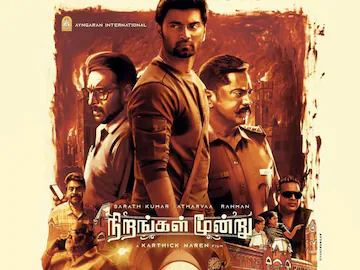 AYNGARAN INTERNATIONAL
SARATH KUMAR ATHARVAA RAHMAN
நிறங்கள் மூன்று
A KARTHICK NAREN FILM